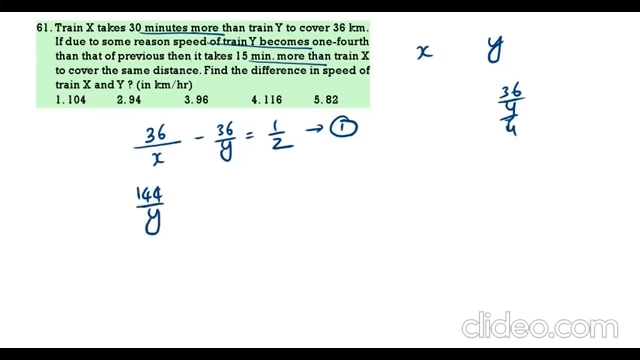 61. Train X takes 30 minutes more than train Y to cover 36 km.
If due to some reason speed of train Y becomes one-fourth
than that of previous then it takes 15 min. more than train X
to cover the same distance. Find the difference in speed of
train X and Y ? (in km/hr)
1. 104 2. 94 3. 96 4. 116 5. 82
x y
36/(y/4)
36/x - 36/y = 1/2 → ①
144/y
clideo.com